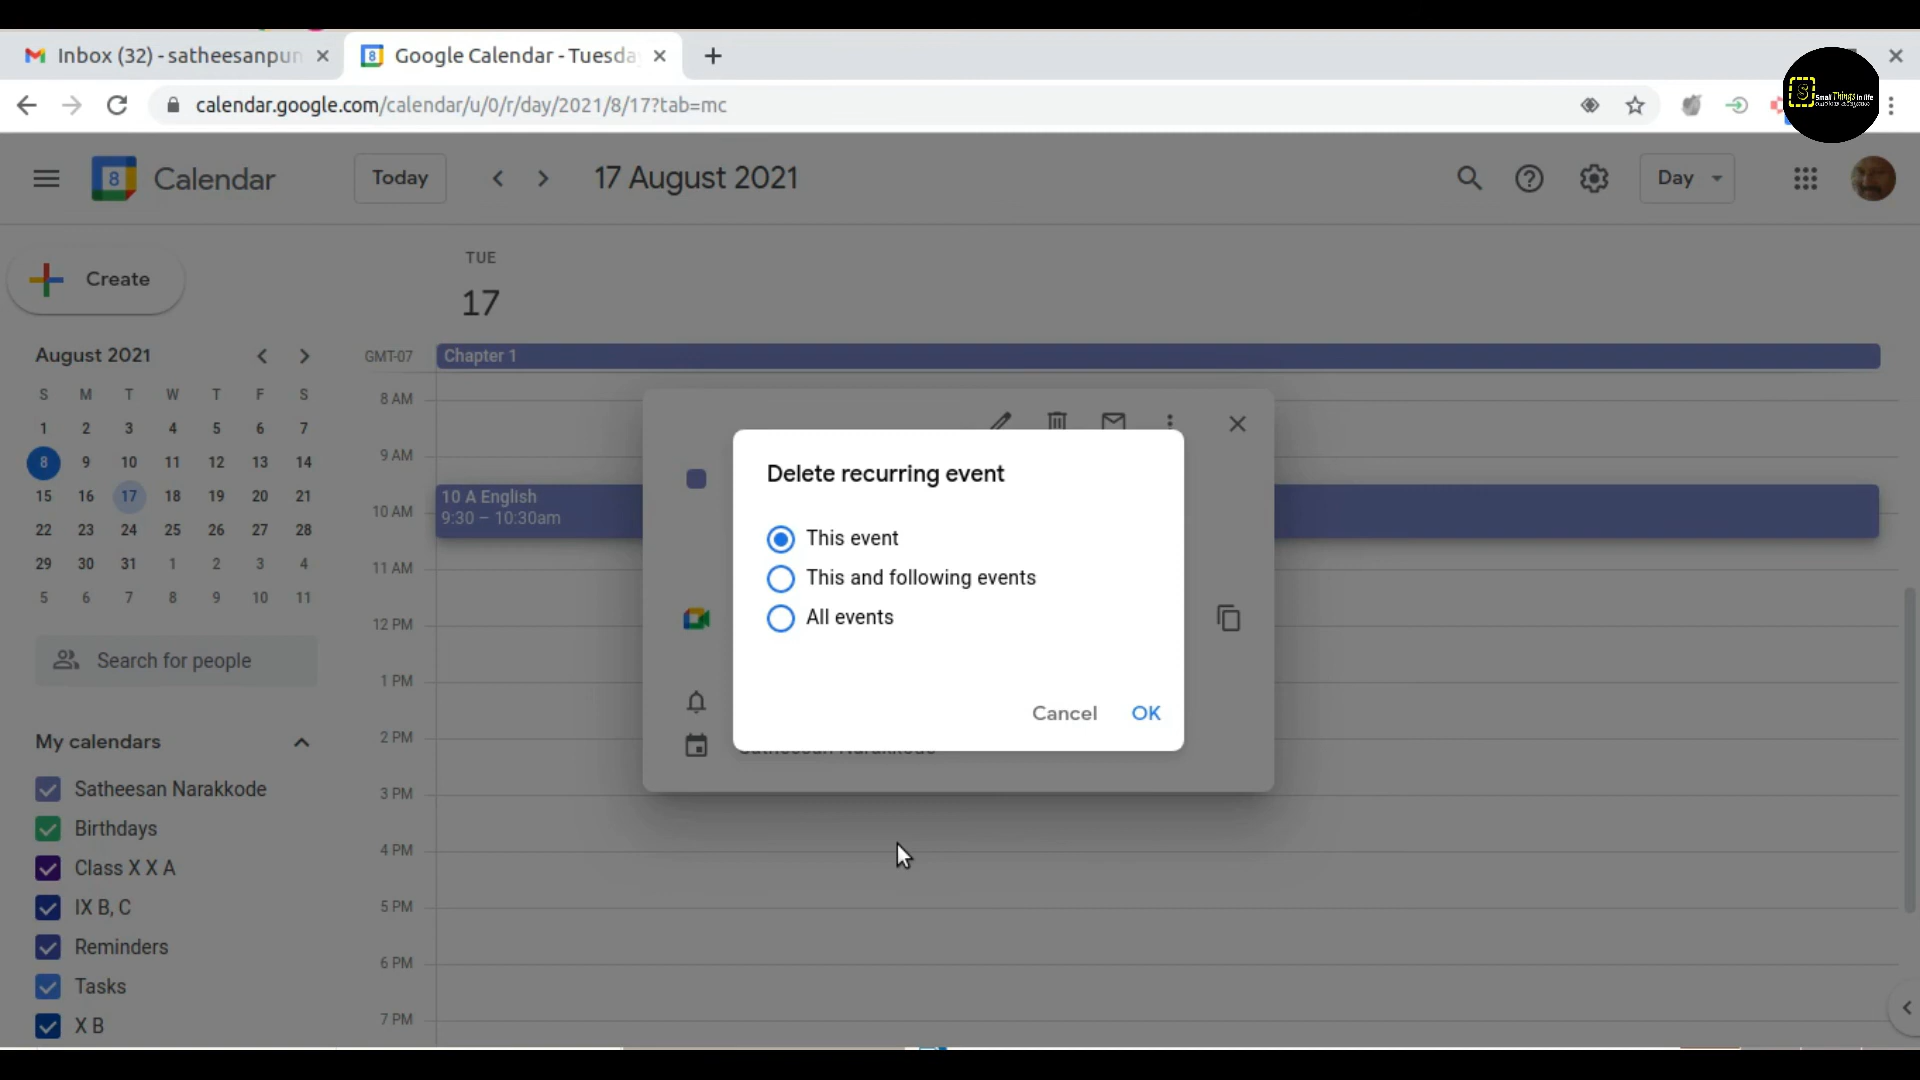 Inbox (32) - satheesanpun
Google Calendar - Tuesda
calendar.google.com/calendar/u/0/r/day/2021/8/17?tab=mc
Small Things in life
8 Calendar
Today
17 August 2021
Day
Create
TUE
17
August 2021
S M T W T F S
1 2 3 4 5 6 7
8 9 10 11 12 13 14
15 16 17 18 19 20 21
22 23 24 25 26 27 28
29 30 31 1 2 3 4
5 6 7 8 9 10 11
Search for people
My calendars
Satheesan Narakkode
Birthdays
Class X X A
IX B, C
Reminders
Tasks
X B
GMT-07
Chapter 1
8 AM
9 AM
10 AM
11 AM
12 PM
1 PM
2 PM
3 PM
4 PM
5 PM
6 PM
7 PM
10 A English
9:30 – 10:30am
Delete recurring event
This event
This and following events
All events
Cancel
OK